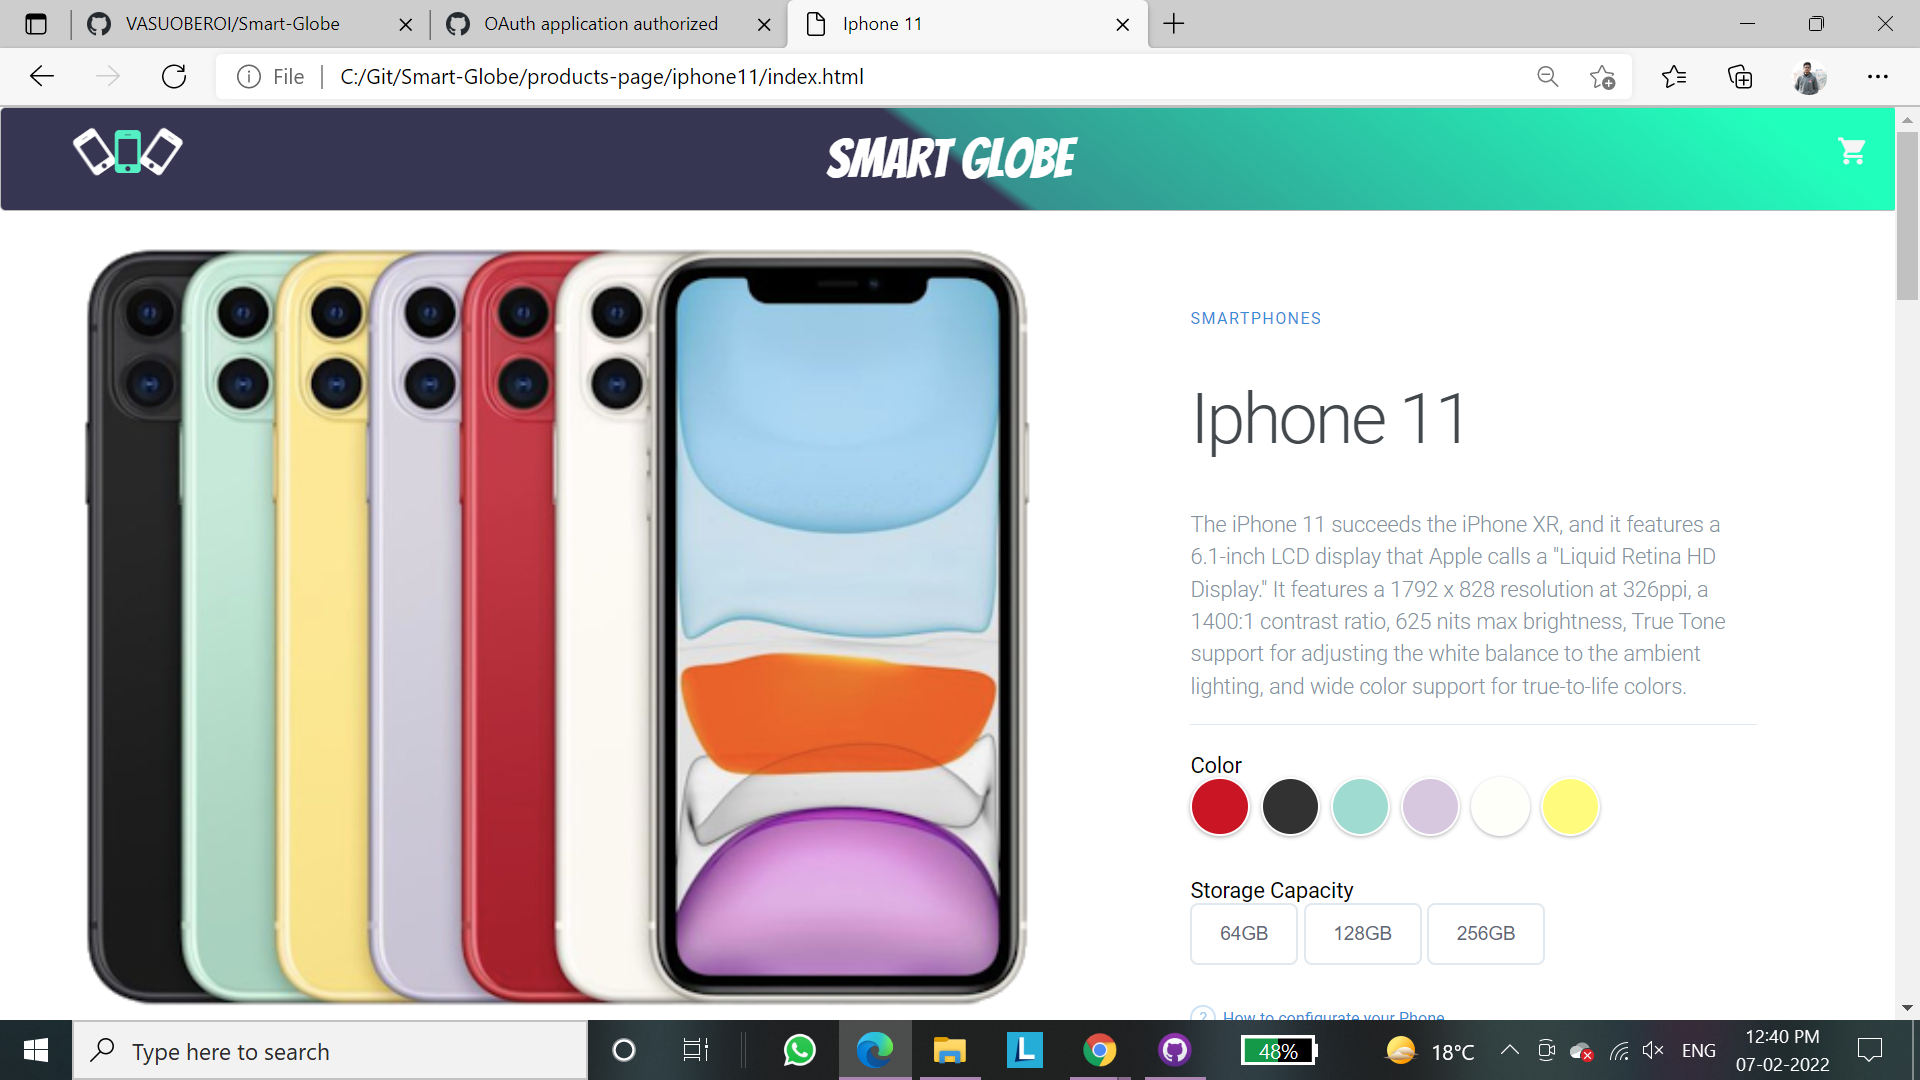 VASUOBEROI/Smart-Globe
OAuth application authorized
Iphone 11
File
C:/Git/Smart-Globe/products-page/iphone11/index.html
SMART GLOBE
SMARTPHONES
Iphone 11
The iPhone 11 succeeds the iPhone XR, and it features a
6.1-inch LCD display that Apple calls a "Liquid Retina HD
Display." It features a 1792 x 828 resolution at 326ppi, a
1400:1 contrast ratio, 625 nits max brightness, True Tone
support for adjusting the white balance to the ambient
lighting, and wide color support for true-to-life colors.
Color
Storage Capacity
64GB
128GB
256GB
? How to configurate your Phone
Type here to search
L
48%
18°C
ENG
12:40 PM
07-02-2022